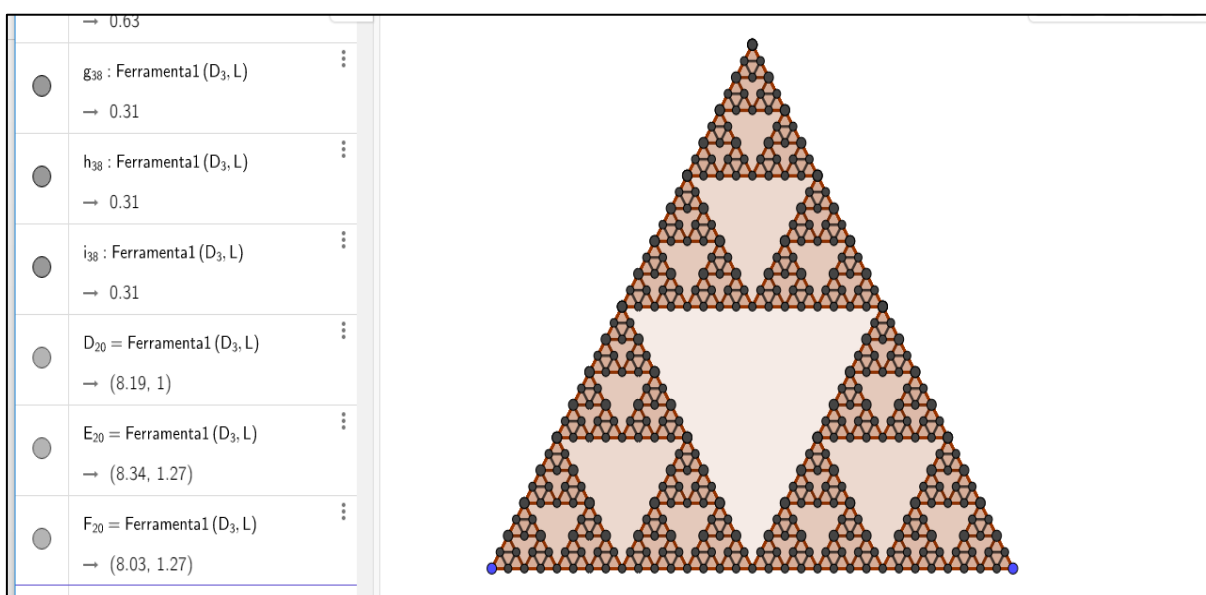 → 0.63
g₃₈ : Ferramenta1 (D₃, L)
→ 0.31
h₃₈ : Ferramenta1 (D₃, L)
→ 0.31
i₃₈ : Ferramenta1 (D₃, L)
→ 0.31
D₂₀ = Ferramenta1 (D₃, L)
→ (8.19, 1)
E₂₀ = Ferramenta1 (D₃, L)
→ (8.34, 1.27)
F₂₀ = Ferramenta1 (D₃, L)
→ (8.03, 1.27)